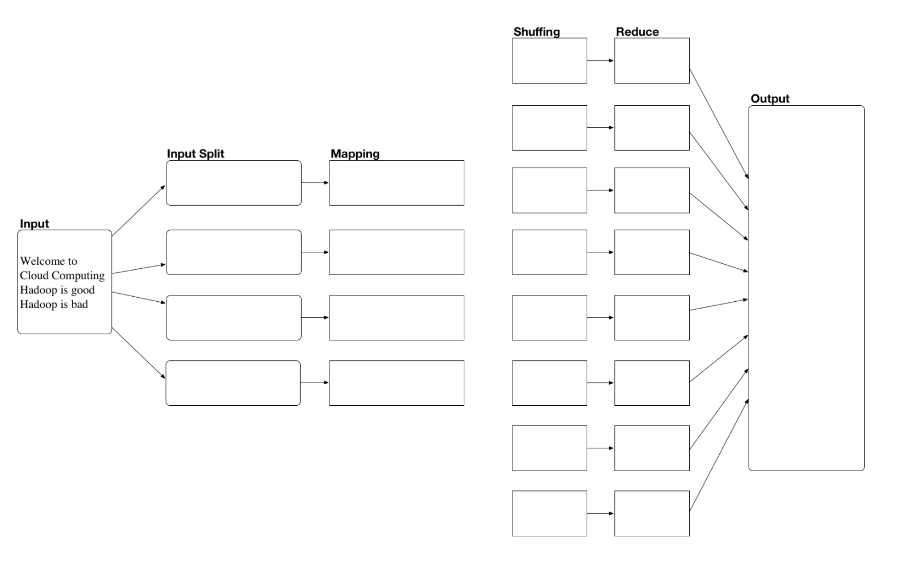 Input
Welcome to
Cloud Computing
Hadoop is good
Hadoop is bad
Input Split
Mapping
Shuffing
Reduce
Output